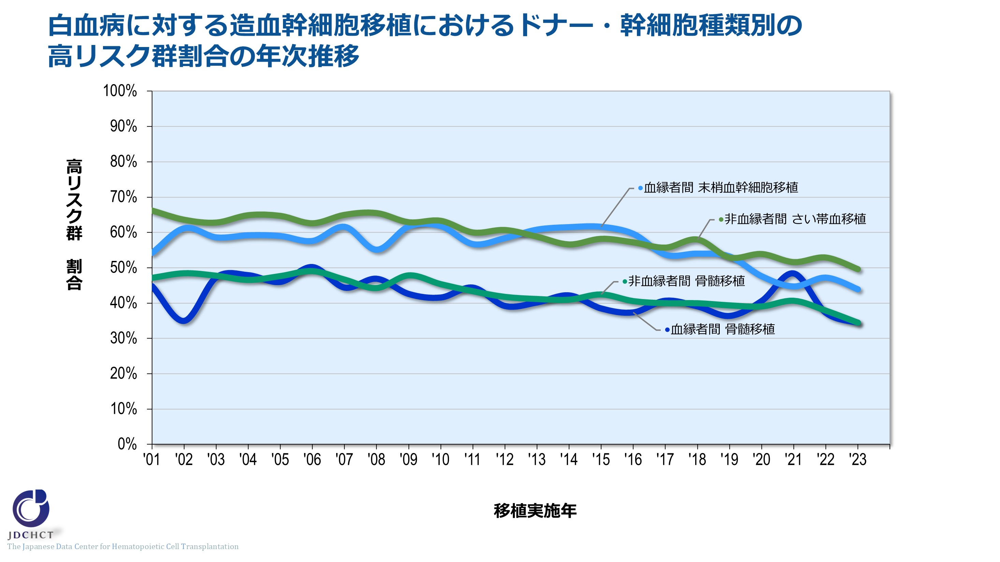 白血病に対する造血幹細胞移植におけるドナー・幹細胞種類別の
高リスク群割合の年次推移
高リスク群 割合
100%
90%
80%
70%
60%
50%
40%
30%
20%
10%
0%
血縁者間 末梢血幹細胞移植
非血縁者間 さい帯血移植
非血縁者間 骨髄移植
血縁者間 骨髄移植
'01 '02 '03 '04 '05 '06 '07 '08 '09 '10 '11 '12 '13 '14 '15 '16 '17 '18 '19 '20 '21 '22 '23
移植実施年
JDCHCT
The Japanese Data Center for Hematopoietic Cell Transplantation